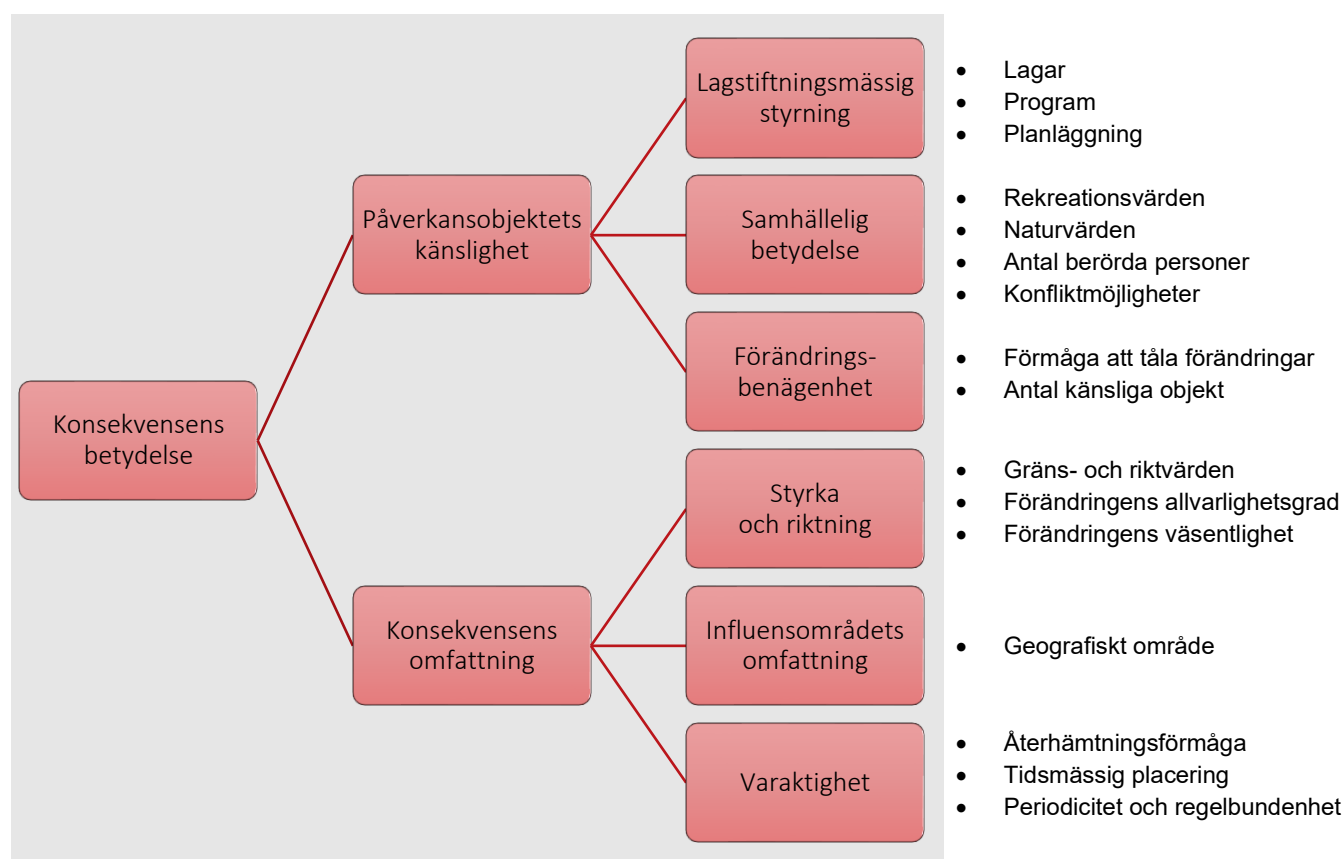 Lagstiftningsmässig
styrning
• Lagar
• Program
• Planläggning
Påverkansobjektets
känslighet
Samhällelig
betydelse
• Rekreationsvärden
• Naturvärden
• Antal berörda personer
• Konfliktmöjligheter
Förändrings-
benägenhet
• Förmåga att tåla förändringar
• Antal känsliga objekt
Konsekvensens
betydelse
Styrka
och riktning
• Gräns- och riktvärden
• Förändringens allvarlighetsgrad
• Förändringens väsentlighet
Konsekvensens
omfattning
Influensområdets
omfattning
• Geografiskt område
Varaktighet
• Återhämtningsförmåga
• Tidsmässig placering
• Periodicitet och regelbundenhet